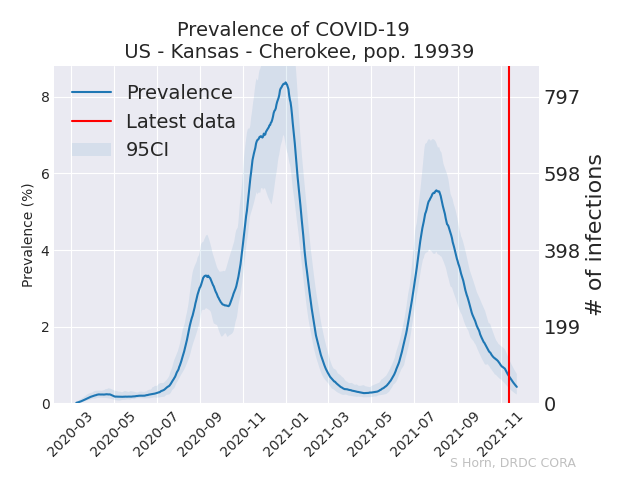 Prevalence of COVID-19
US - Kansas - Cherokee, pop. 19939
Prevalence
Latest data
95CI
Prevalence (%)
8
6
4
2
0
797
598
398
199
0
# of infections
2020-03
2020-05
2020-07
2020-09
2020-11
2021-01
2021-03
2021-05
2021-07
2021-09
2021-11
S Horn, DRDC CORA